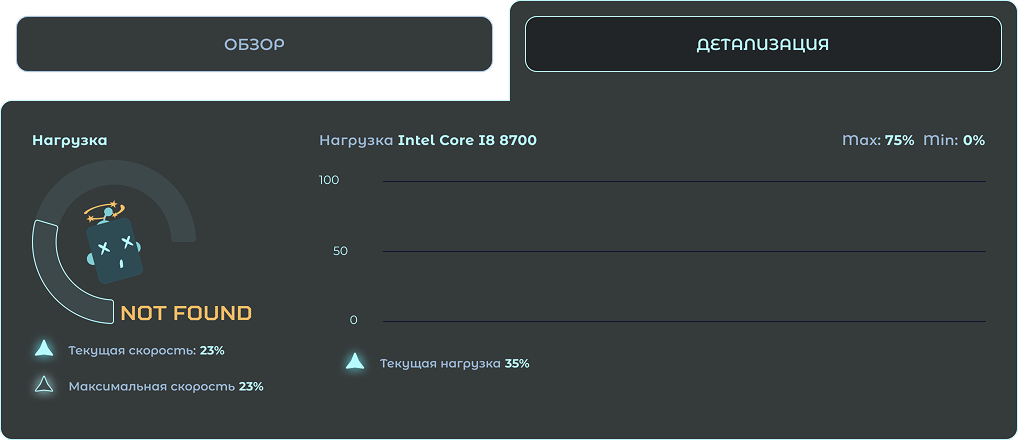 ОБЗОР
ДЕТАЛИЗАЦИЯ
Нагрузка
Нагрузка Intel Core I8 8700
Max: 75% Min: 0%
100
50
0
NOT FOUND
Текущая скорость: 23%
Максимальная скорость 23%
Текущая нагрузка 35%